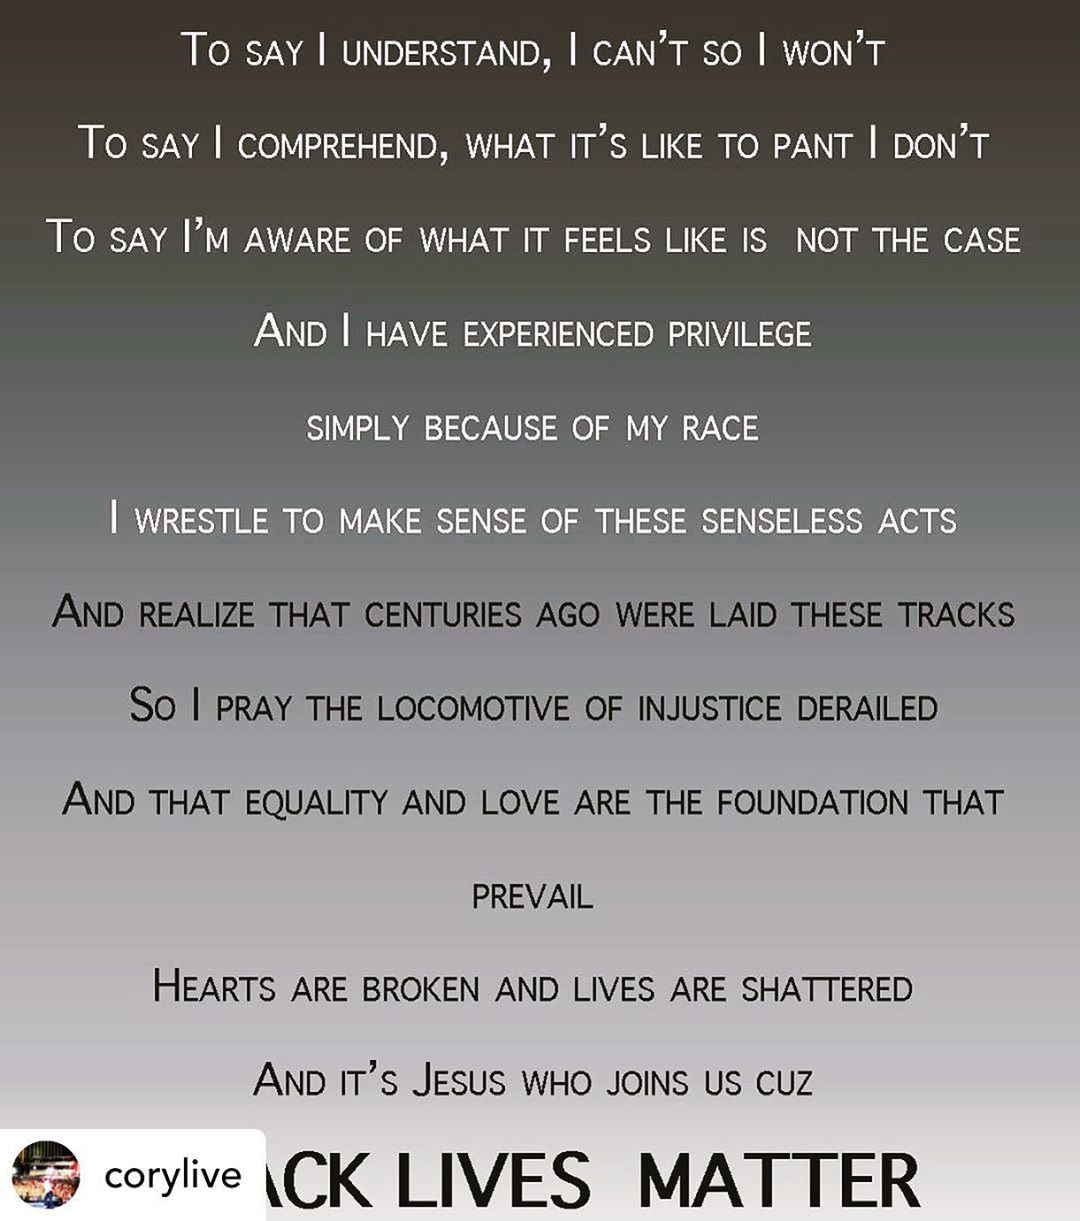 To say I understand, I can't so I won't
To say I comprehend, what it's like to pant I don't
To say I'm aware of what it feels like is not the case
And I have experienced privilege
simply because of my race
I wrestle to make sense of these senseless acts
And realize that centuries ago were laid these tracks
So I pray the locomotive of injustice derailed
And that equality and love are the foundation that
prevail
Hearts are broken and lives are shattered
And it's Jesus who joins us cuz
ACK LIVES MATTER
corylive